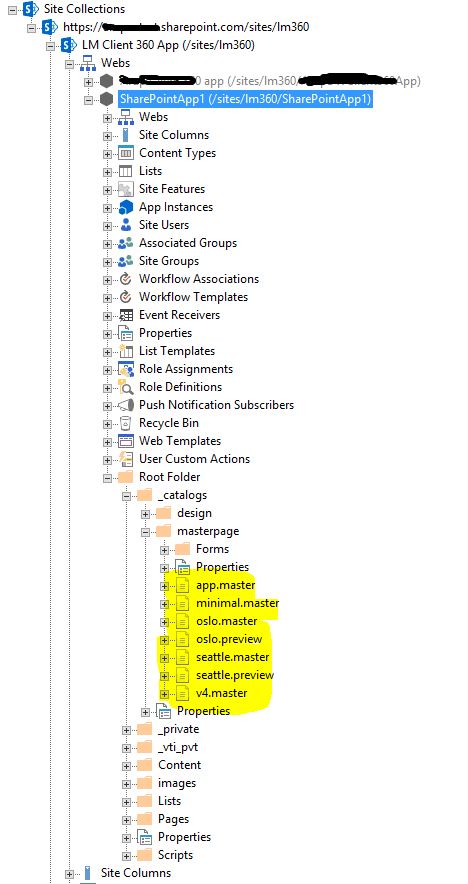 Site Collections
https:// .sharepoint.com/sites/lm360
LM Client 360 App (/sites/lm360)
Webs
0 app (/sites/lm360/ App)
SharePointApp1 (/sites/lm360/SharePointApp1)
Webs
Site Columns
Content Types
Lists
Site Features
App Instances
Site Users
Associated Groups
Site Groups
Workflow Associations
Workflow Templates
Event Receivers
Properties
List Templates
Role Assignments
Role Definitions
Push Notification Subscribers
Recycle Bin
Web Templates
User Custom Actions
Root Folder
_catalogs
design
masterpage
Forms
Properties
app.master
minimal.master
oslo.master
oslo.preview
seattle.master
seattle.preview
v4.master
Properties
_private
_vti_pvt
Content
images
Lists
Pages
Properties
Scripts
Site Columns